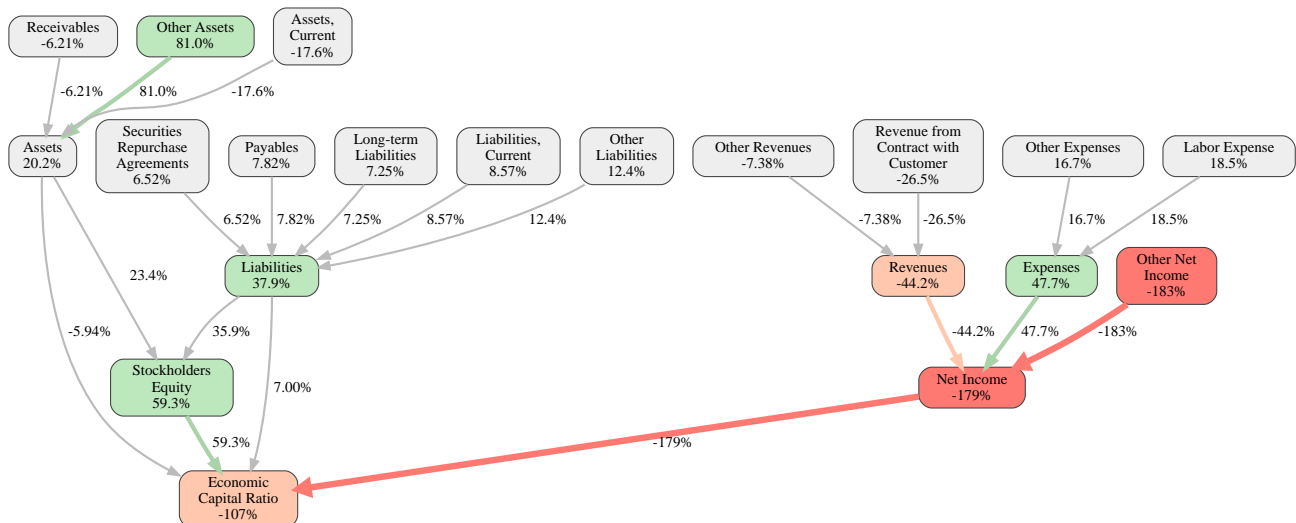 Receivables
-6.21%
Other Assets
81.0%
Assets,
Current
-17.6%
-6.21%
81.0%
-17.6%
Assets
20.2%
Securities
Repurchase
Agreements
6.52%
Payables
7.82%
Long-term
Liabilities
7.25%
Liabilities,
Current
8.57%
Other
Liabilities
12.4%
Other Revenues
-7.38%
Revenue from
Contract with
Customer
-26.5%
Other Expenses
16.7%
Labor Expense
18.5%
6.52%
7.82%
7.25%
8.57%
12.4%
-7.38%
-26.5%
16.7%
18.5%
23.4%
Liabilities
37.9%
Revenues
-44.2%
Expenses
47.7%
Other Net
Income
-183%
-5.94%
35.9%
-44.2%
47.7%
-183%
Stockholders
Equity
59.3%
7.00%
Net Income
-179%
59.3%
-179%
Economic
Capital Ratio
-107%